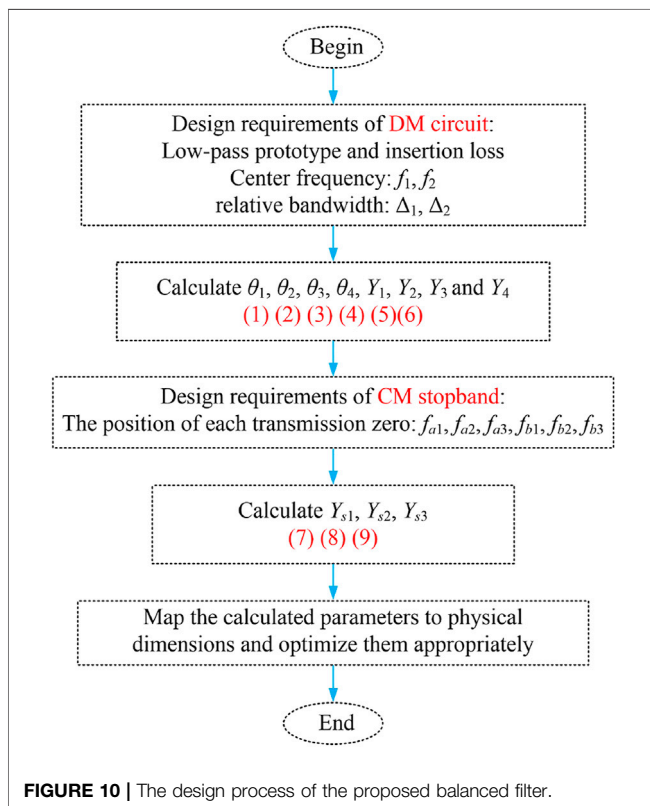 Begin
Design requirements of DM circuit:
Low-pass prototype and insertion loss
Center frequency: f1, f2
relative bandwidth: Δ1, Δ2
Calculate θ1, θ2, θ3, θ4, Y1, Y2, Y3 and Y4
(1) (2) (3) (4) (5)(6)
Design requirements of CM stopband:
The position of each transmission zero: fa1, fa2, fa3, fb1, fb2, fb3
Calculate Ys1, Ys2, Ys3
(7) (8) (9)
Map the calculated parameters to physical
dimensions and optimize them appropriately
End
FIGURE 10 | The design process of the proposed balanced filter.